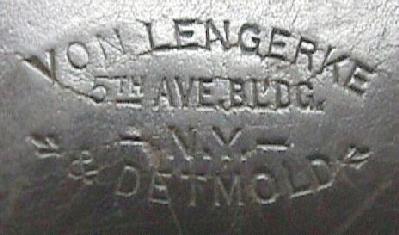 VON LENGERKE
5TH AVE. BLDG.
- N.Y. -
& DETMOLD